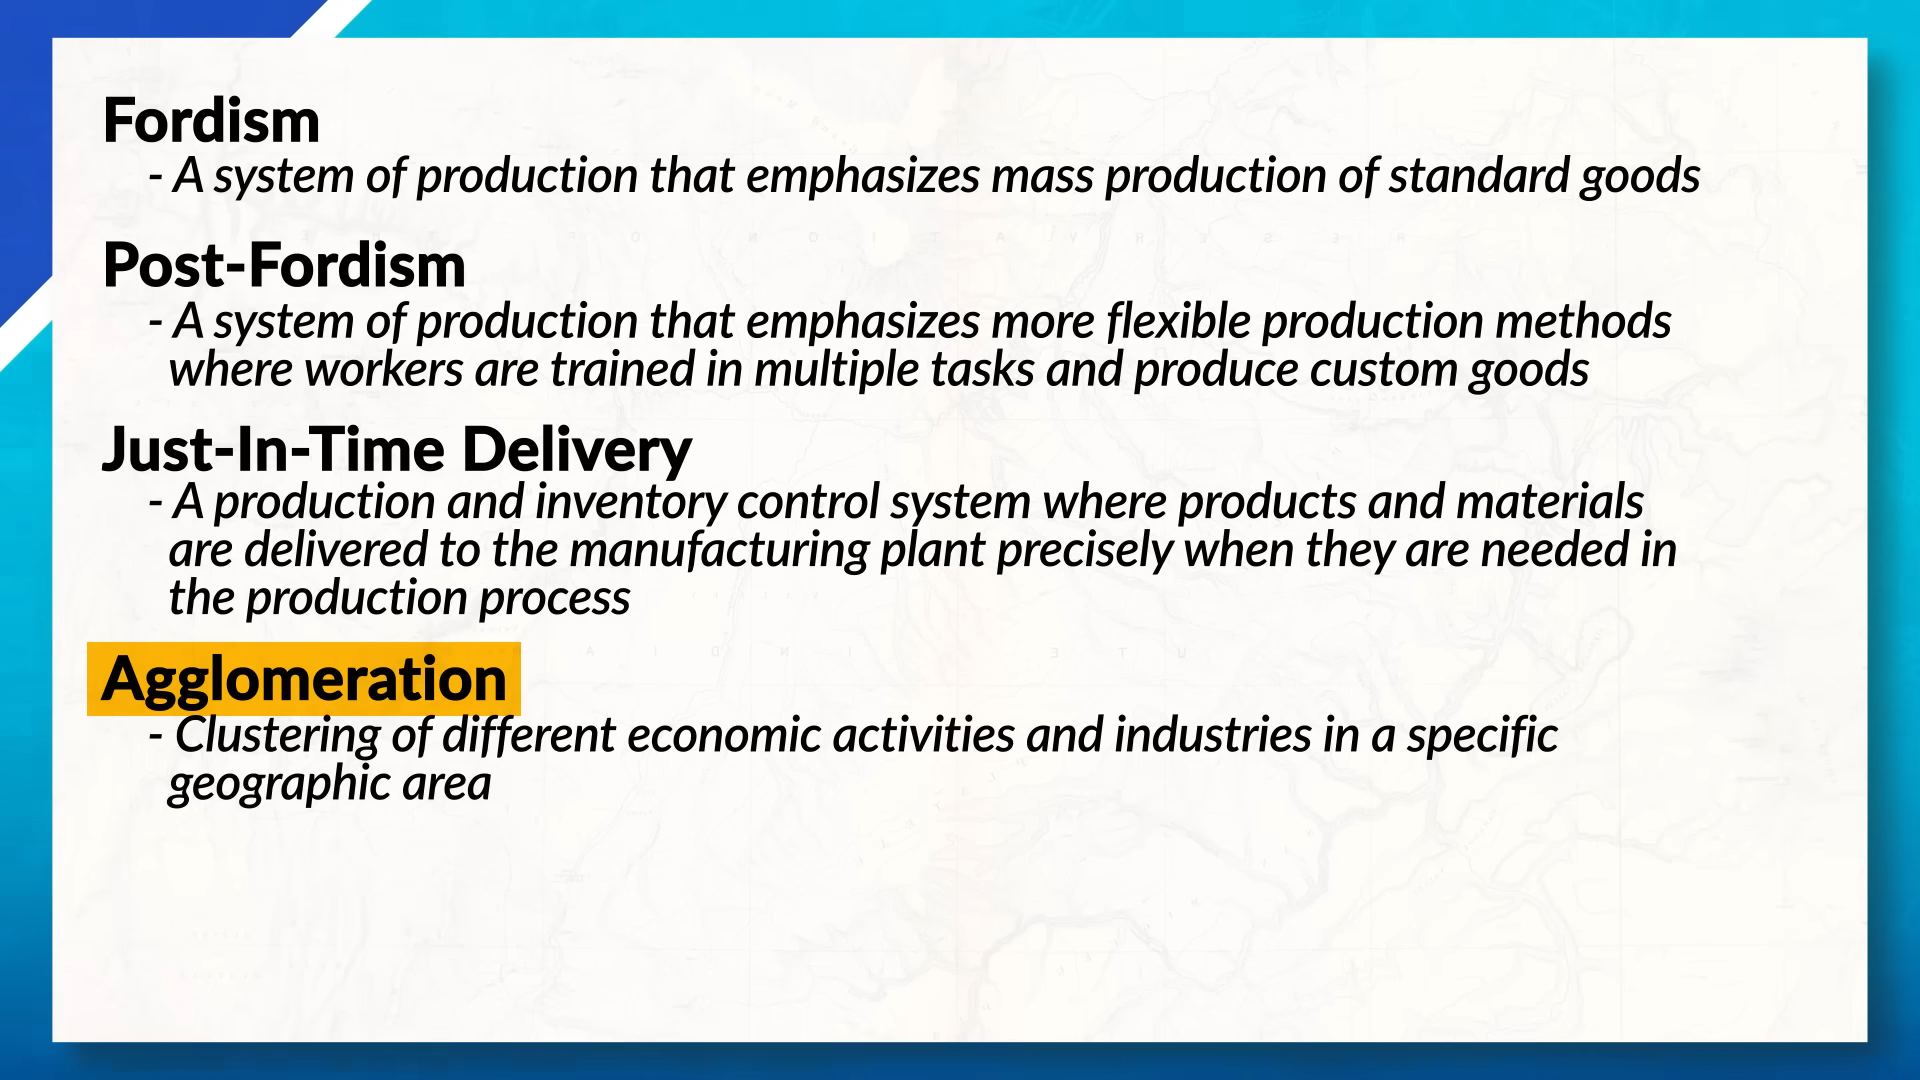 Fordism
- A system of production that emphasizes mass production of standard goods
Post-Fordism
- A system of production that emphasizes more flexible production methods
where workers are trained in multiple tasks and produce custom goods
Just-In-Time Delivery
- A production and inventory control system where products and materials
are delivered to the manufacturing plant precisely when they are needed in
the production process
Agglomeration
- Clustering of different economic activities and industries in a specific
geographic area